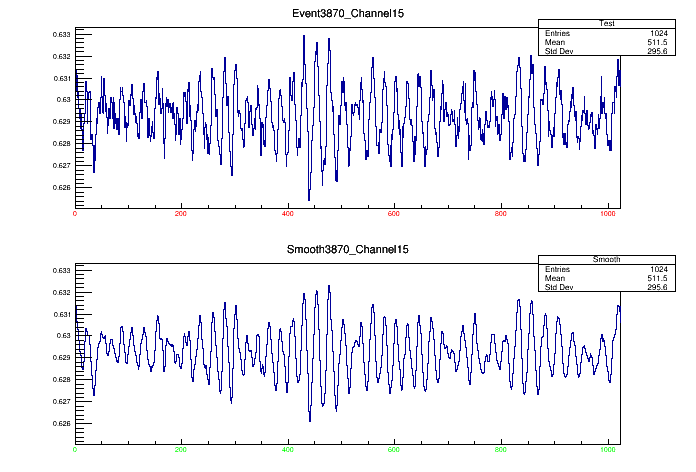 Event3870_Channel15
Test
Entries 1024
Mean 511.5
Std Dev 295.6
0.633
0.632
0.631
0.63
0.629
0.628
0.627
0.626
0 200 400 600 800 1000
Smooth3870_Channel15
Smooth
Entries 1024
Mean 511.5
Std Dev 295.6
0.633
0.632
0.631
0.63
0.629
0.628
0.627
0.626
0 200 400 600 800 1000